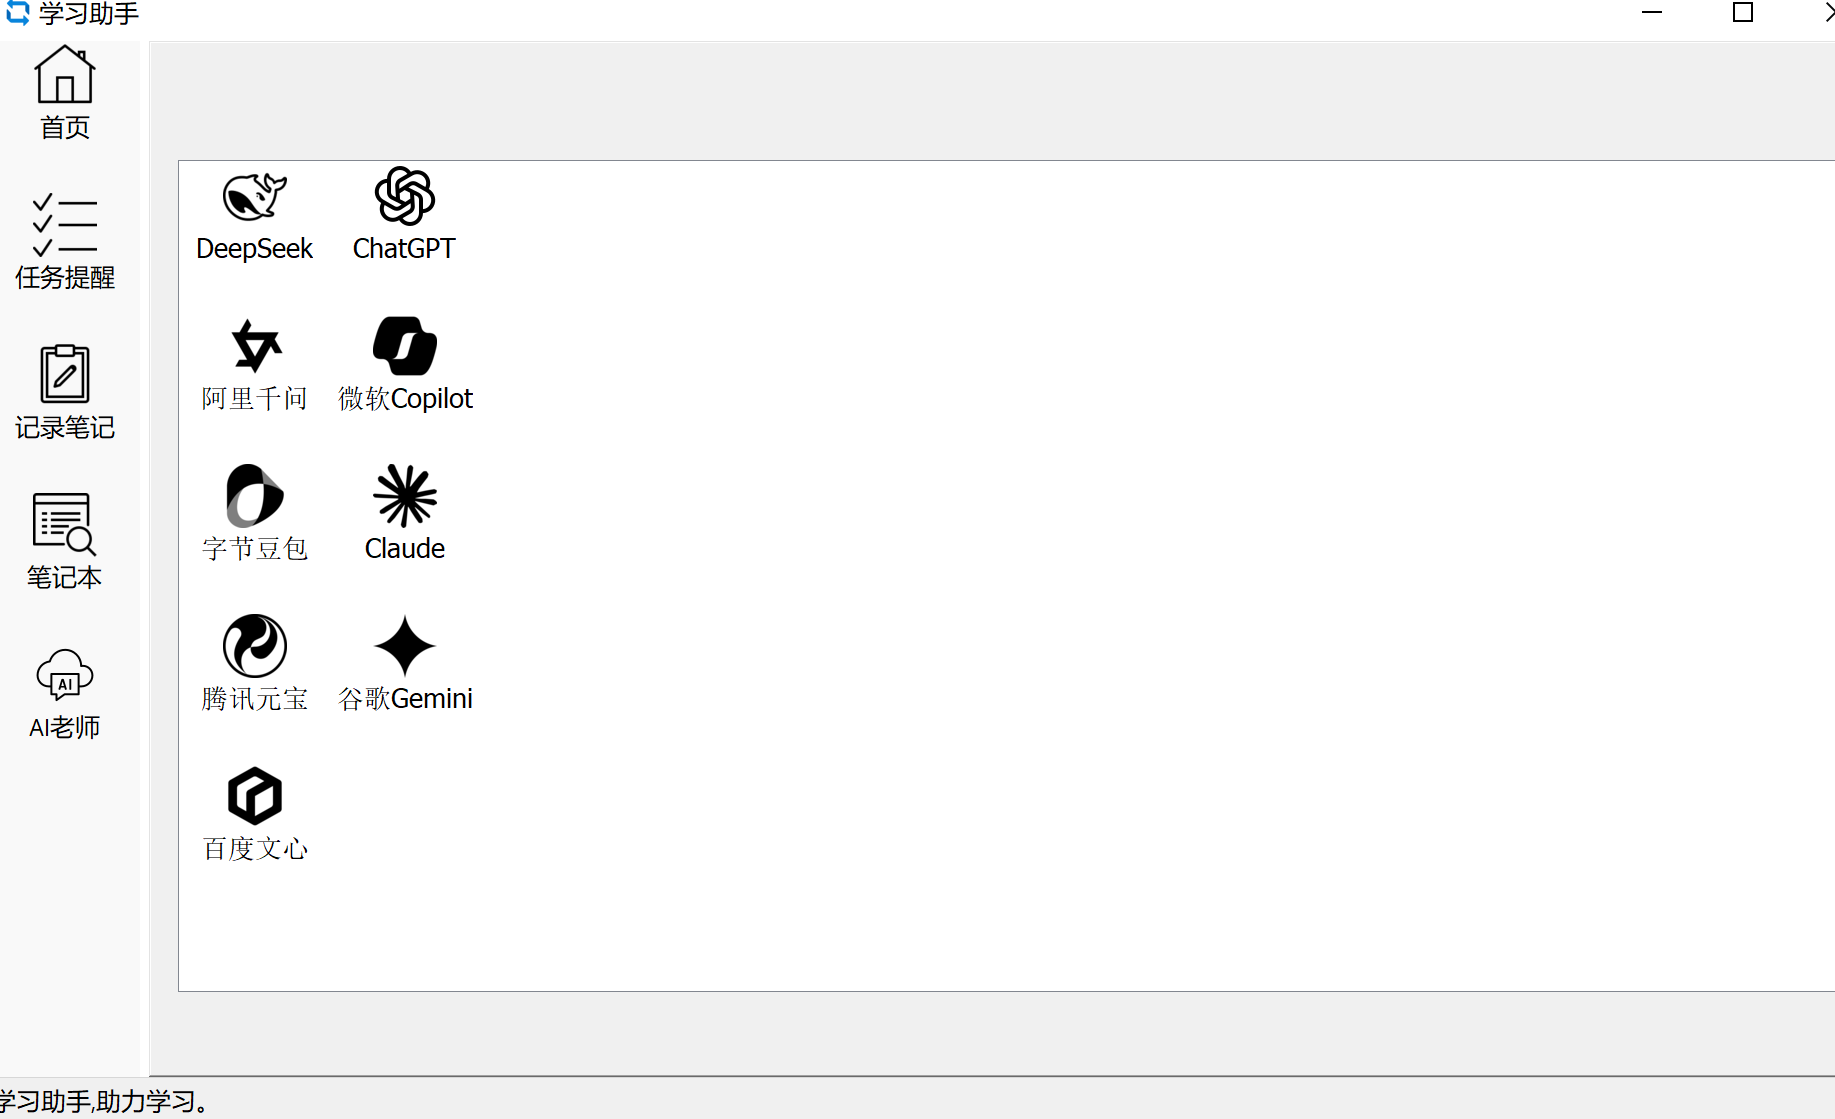 学习助手
首页
任务提醒
记录笔记
笔记本
AI
AI老师
DeepSeek ChatGPT
阿里千问 微软Copilot
字节豆包 Claude
腾讯元宝 谷歌Gemini
百度文心
学习助手,助力学习。